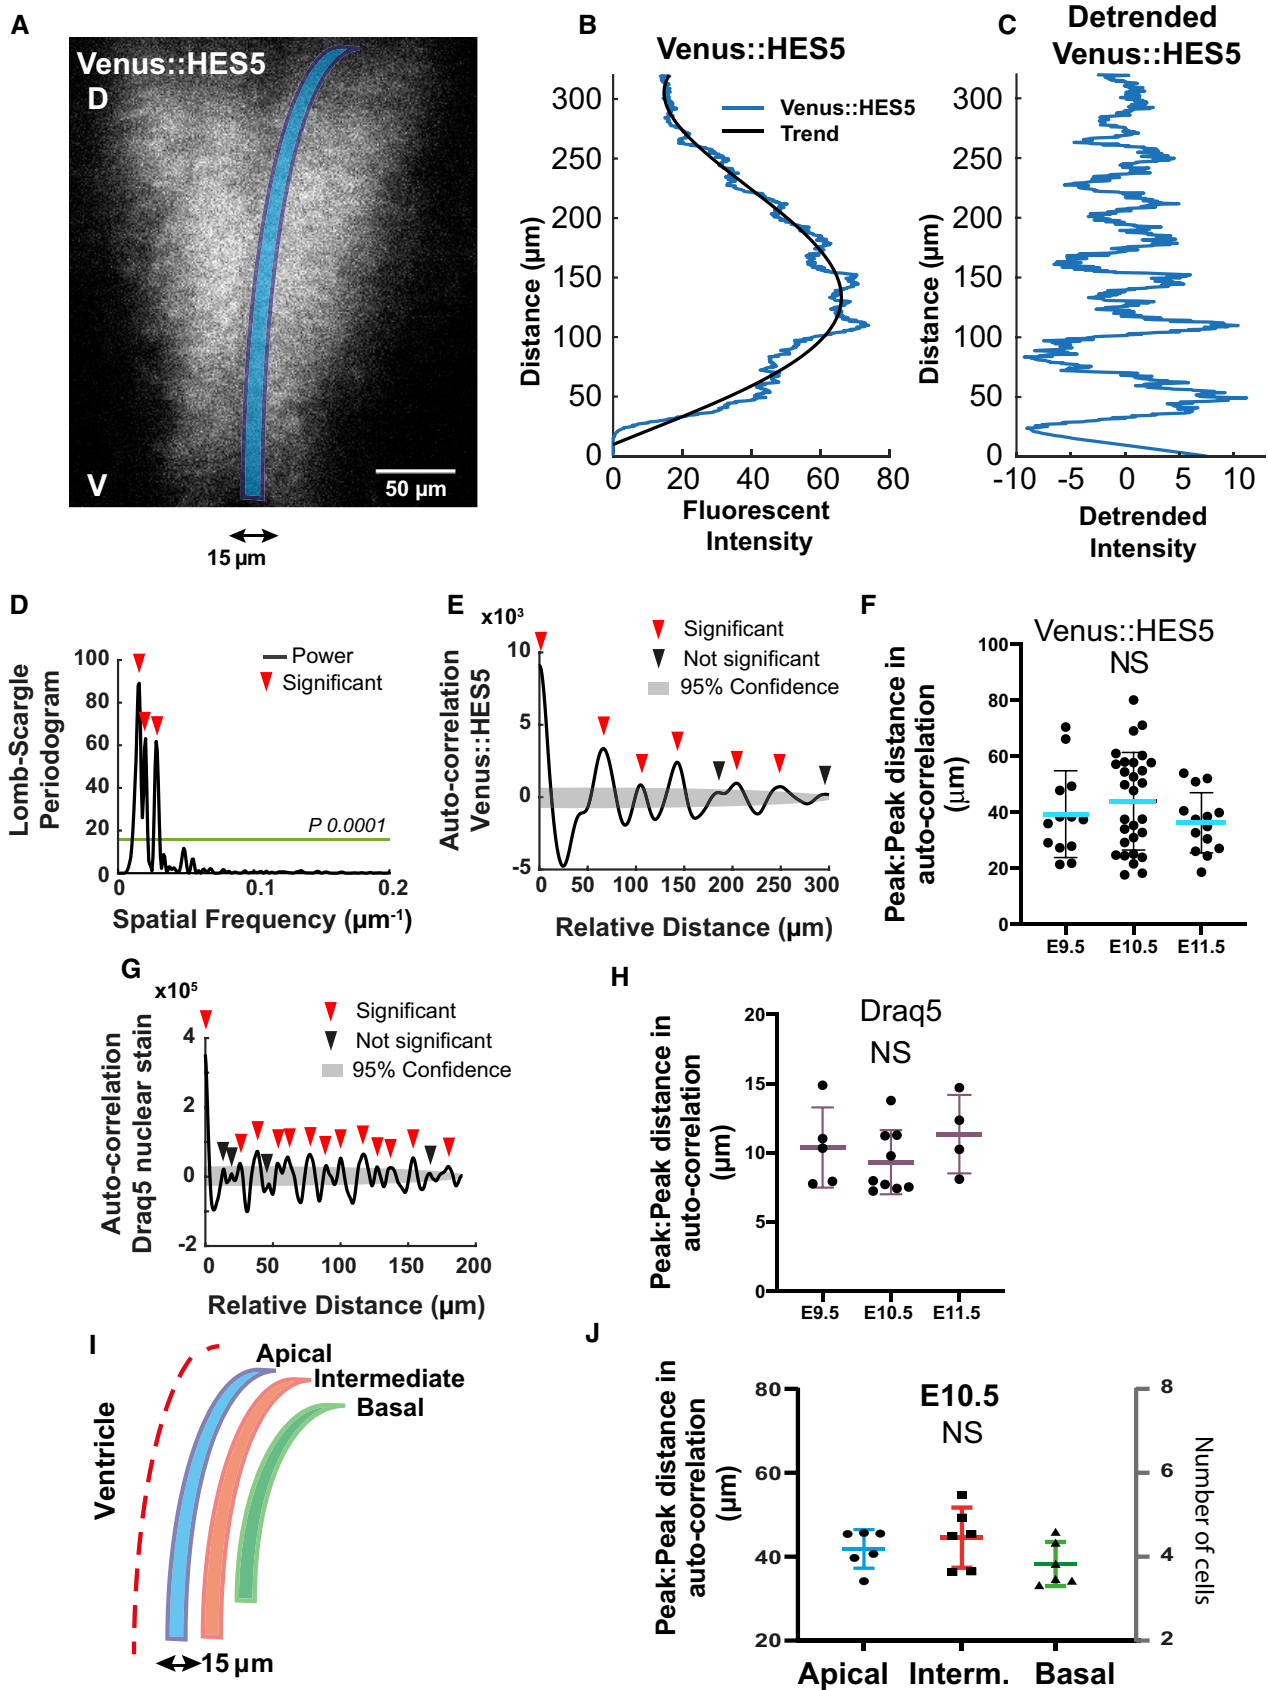 A
Venus::HES5
D
V
50 µm
15 µm
B
Venus::HES5
Venus::HES5
Trend
Distance (µm)
300
250
200
150
100
50
0
0 20 40 60 80
Fluorescent
Intensity
C
Detrended
Venus::HES5
Distance (µm)
300
250
200
150
100
50
0
-10 -5 0 5 10
Detrended
Intensity
D
Lomb-Scargle
Periodogram
100
80
60
40
20
0
Power
Significant
P 0.0001
0 0.1 0.2
Spatial Frequency (µm-1)
E
x10³
Auto-correlation
Venus::HES5
10
5
0
-5
Significant
Not significant
95% Confidence
0 50 100 150 200 250 300
Relative Distance (µm)
F
Venus::HES5
NS
Peak:Peak distance in
auto-correlation
(µm)
100
80
60
40
20
0
E9.5 E10.5 E11.5
G
x10⁵
Auto-correlation
Draq5 nuclear stain
4
2
0
-2
Significant
Not significant
95% Confidence
0 50 100 150 200
Relative Distance (µm)
H
Draq5
NS
Peak:Peak distance in
auto-correlation
(µm)
20
15
10
5
0
E9.5 E10.5 E11.5
I
Ventricle
Apical
Intermediate
Basal
15 µm
J
E10.5
NS
Peak:Peak distance in
auto-correlation
(µm)
80
60
40
20
8
6
4
2
Number of cells
Apical Interm. Basal